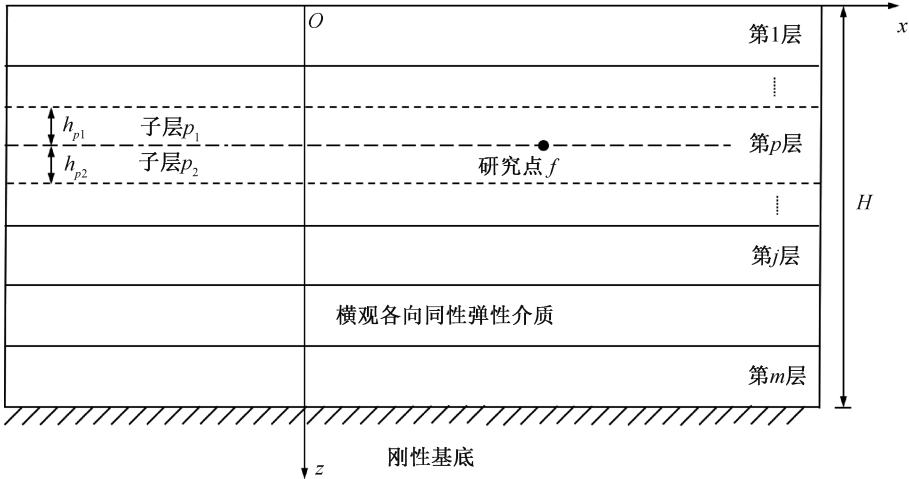 O
x
第1层
h_{p1}
子层p_1
第p层
h_{p2}
子层p_2
研究点 f
H
第j层
横观各向同性弹性介质
第m层
刚性基底
z